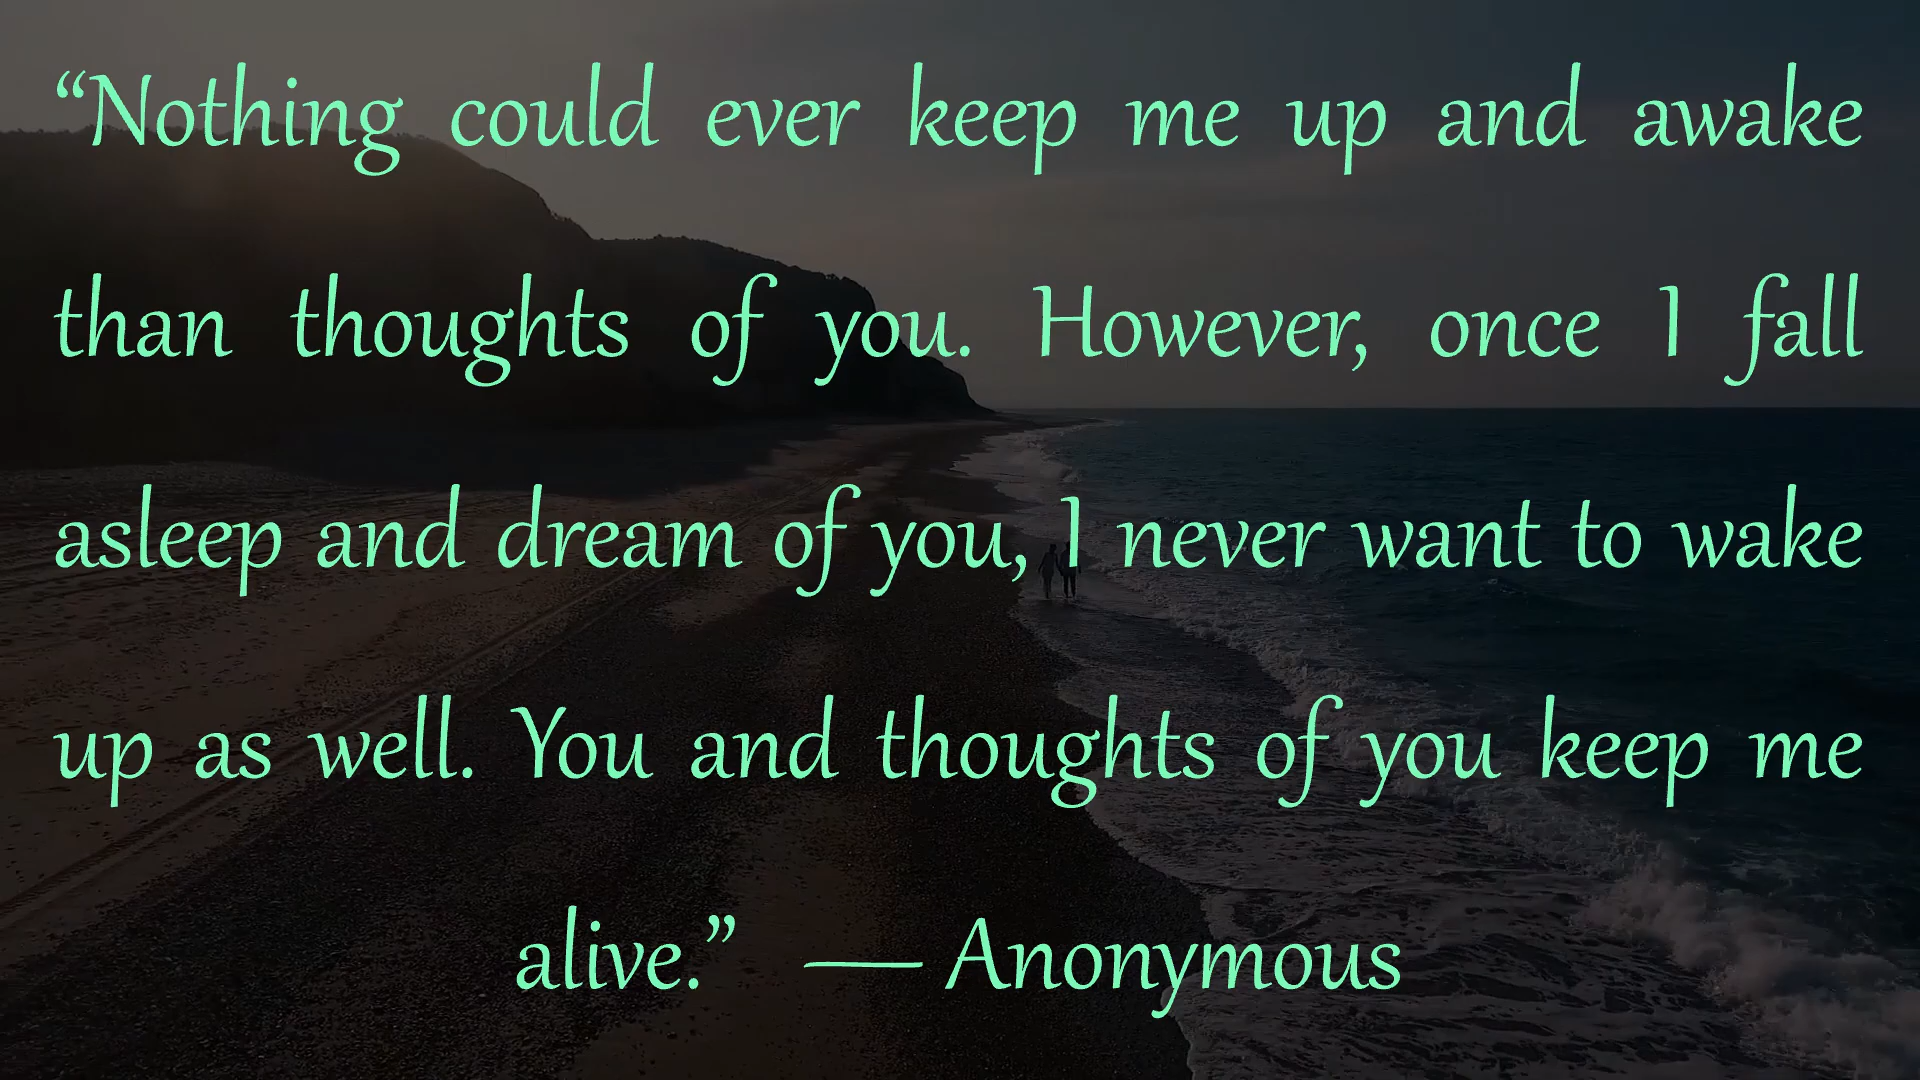 “Nothing could ever keep me up and awake
than thoughts of you. However, once I fall
asleep and dream of you, I never want to wake
up as well. You and thoughts of you keep me
alive.” — Anonymous